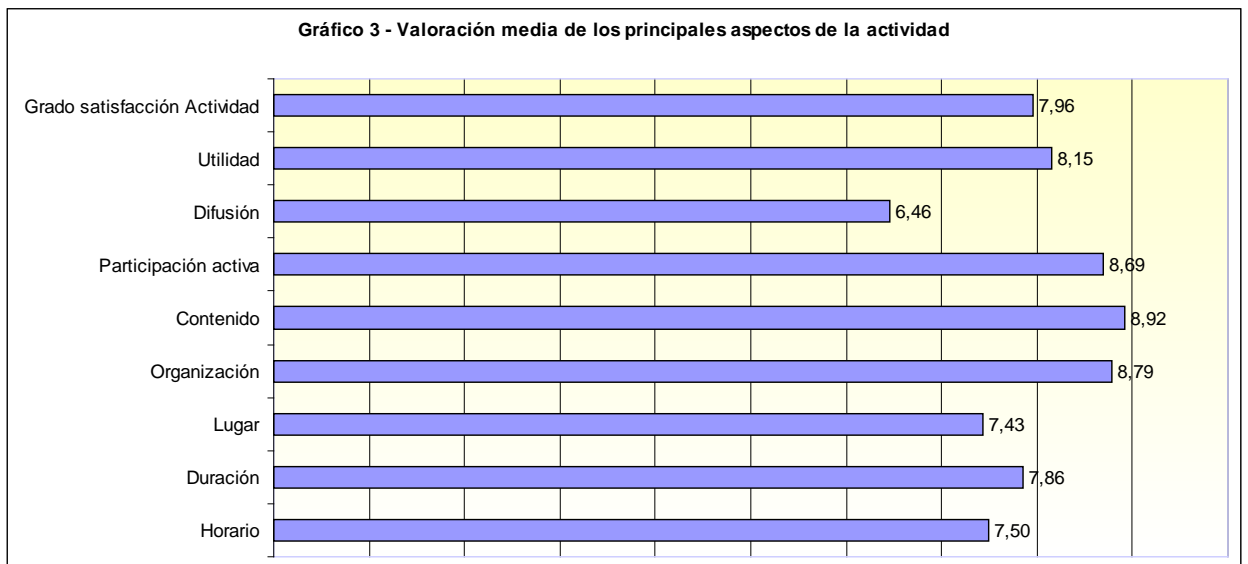 Gráfico 3 - Valoración media de los principales aspectos de la actividad
Grado satisfacción Actividad 7,96
Utilidad 8,15
Difusión 6,46
Participación activa 8,69
Contenido 8,92
Organización 8,79
Lugar 7,43
Duración 7,86
Horario 7,50